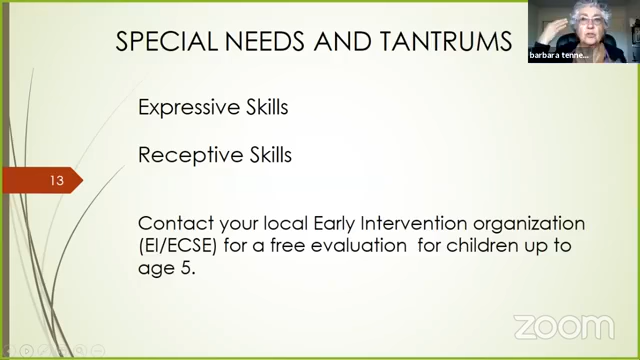 SPECIAL NEEDS AND TANTRUMS
barbara tenne...
Expressive Skills
Receptive Skills
13
Contact your local Early Intervention organization
(EI/ECSE) for a free evaluation for children up to
age 5.
zoom